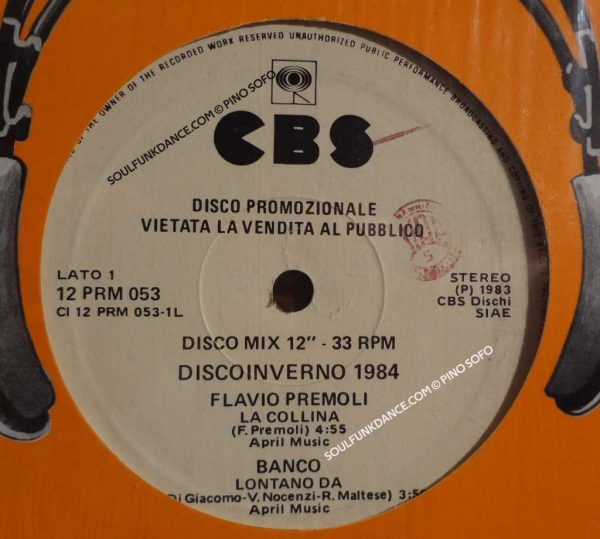 OF THE OWNER OF THE RECORDED WORK RESERVED UNAUTHORIZED PUBLIC PERFORMANCE BROADCASTING AND COPYING OF THIS
SOULFUNKDANCE.COM © PINO SOFO
CBS
DISCO PROMOZIONALE
VIETATA LA VENDITA AL PUBBLICO
LATO 1
12 PRM 053
CI 12 PRM 053-1L
STEREO
(P) 1983
CBS Dischi
SIAE
DISCO MIX 12" - 33 RPM
DISCOINVERNO 1984
FLAVIO PREMOLI
LA COLLINA
(F. Premoli) 4:55
April Music
BANCO
LONTANO DA
Di Giacomo-V. Nocenzi-R. Maltese)
April Music
SOULFUNKDANCE.COM © PINO SOFO